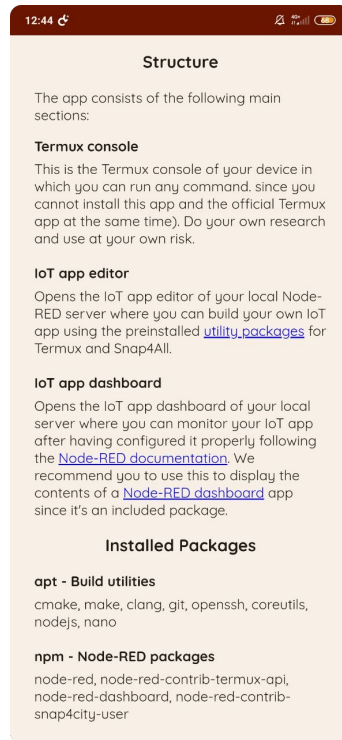 12:44
4G+
68
Structure
The app consists of the following main
sections:
Termux console
This is the Termux console of your device in
which you can run any command. since you
cannot install this app and the official Termux
app at the same time). Do your own research
and use at your own risk.
IoT app editor
Opens the IoT app editor of your local Node-
RED server where you can build your own IoT
app using the preinstalled utility packages for
Termux and Snap4All.
IoT app dashboard
Opens the IoT app dashboard of your local
server where you can monitor your IoT app
after having configured it properly following
the Node-RED documentation. We
recommend you to use this to display the
contents of a Node-RED dashboard app
since it's an included package.
Installed Packages
apt - Build utilities
cmake, make, clang, git, openssh, coreutils,
nodejs, nano
npm - Node-RED packages
node-red, node-red-contrib-termux-api,
node-red-dashboard, node-red-contrib-
snap4city-user